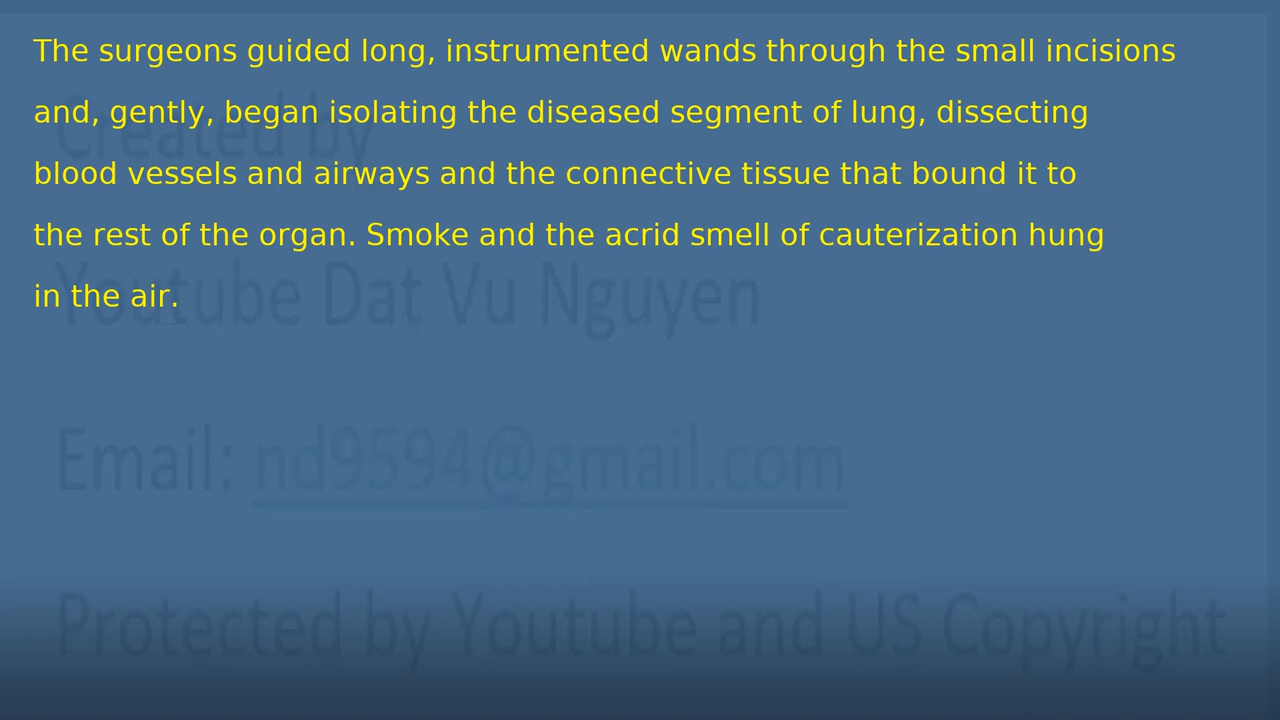 The surgeons guided long, instrumented wands through the small incisions
and, gently, began isolating the diseased segment of lung, dissecting
blood vessels and airways and the connective tissue that bound it to
the rest of the organ. Smoke and the acrid smell of cauterization hung
in the air.
Created by
Youtube Dat Vu Nguyen
Email: nd9594@gmail.com
Protected by Youtube and US Copyright